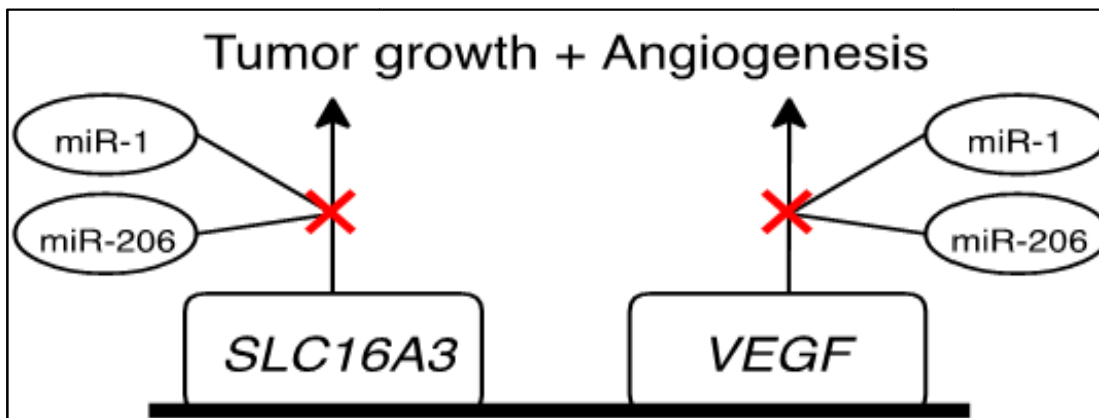 Tumor growth + Angiogenesis
miR-1
miR-206
miR-1
miR-206
SLC16A3
VEGF